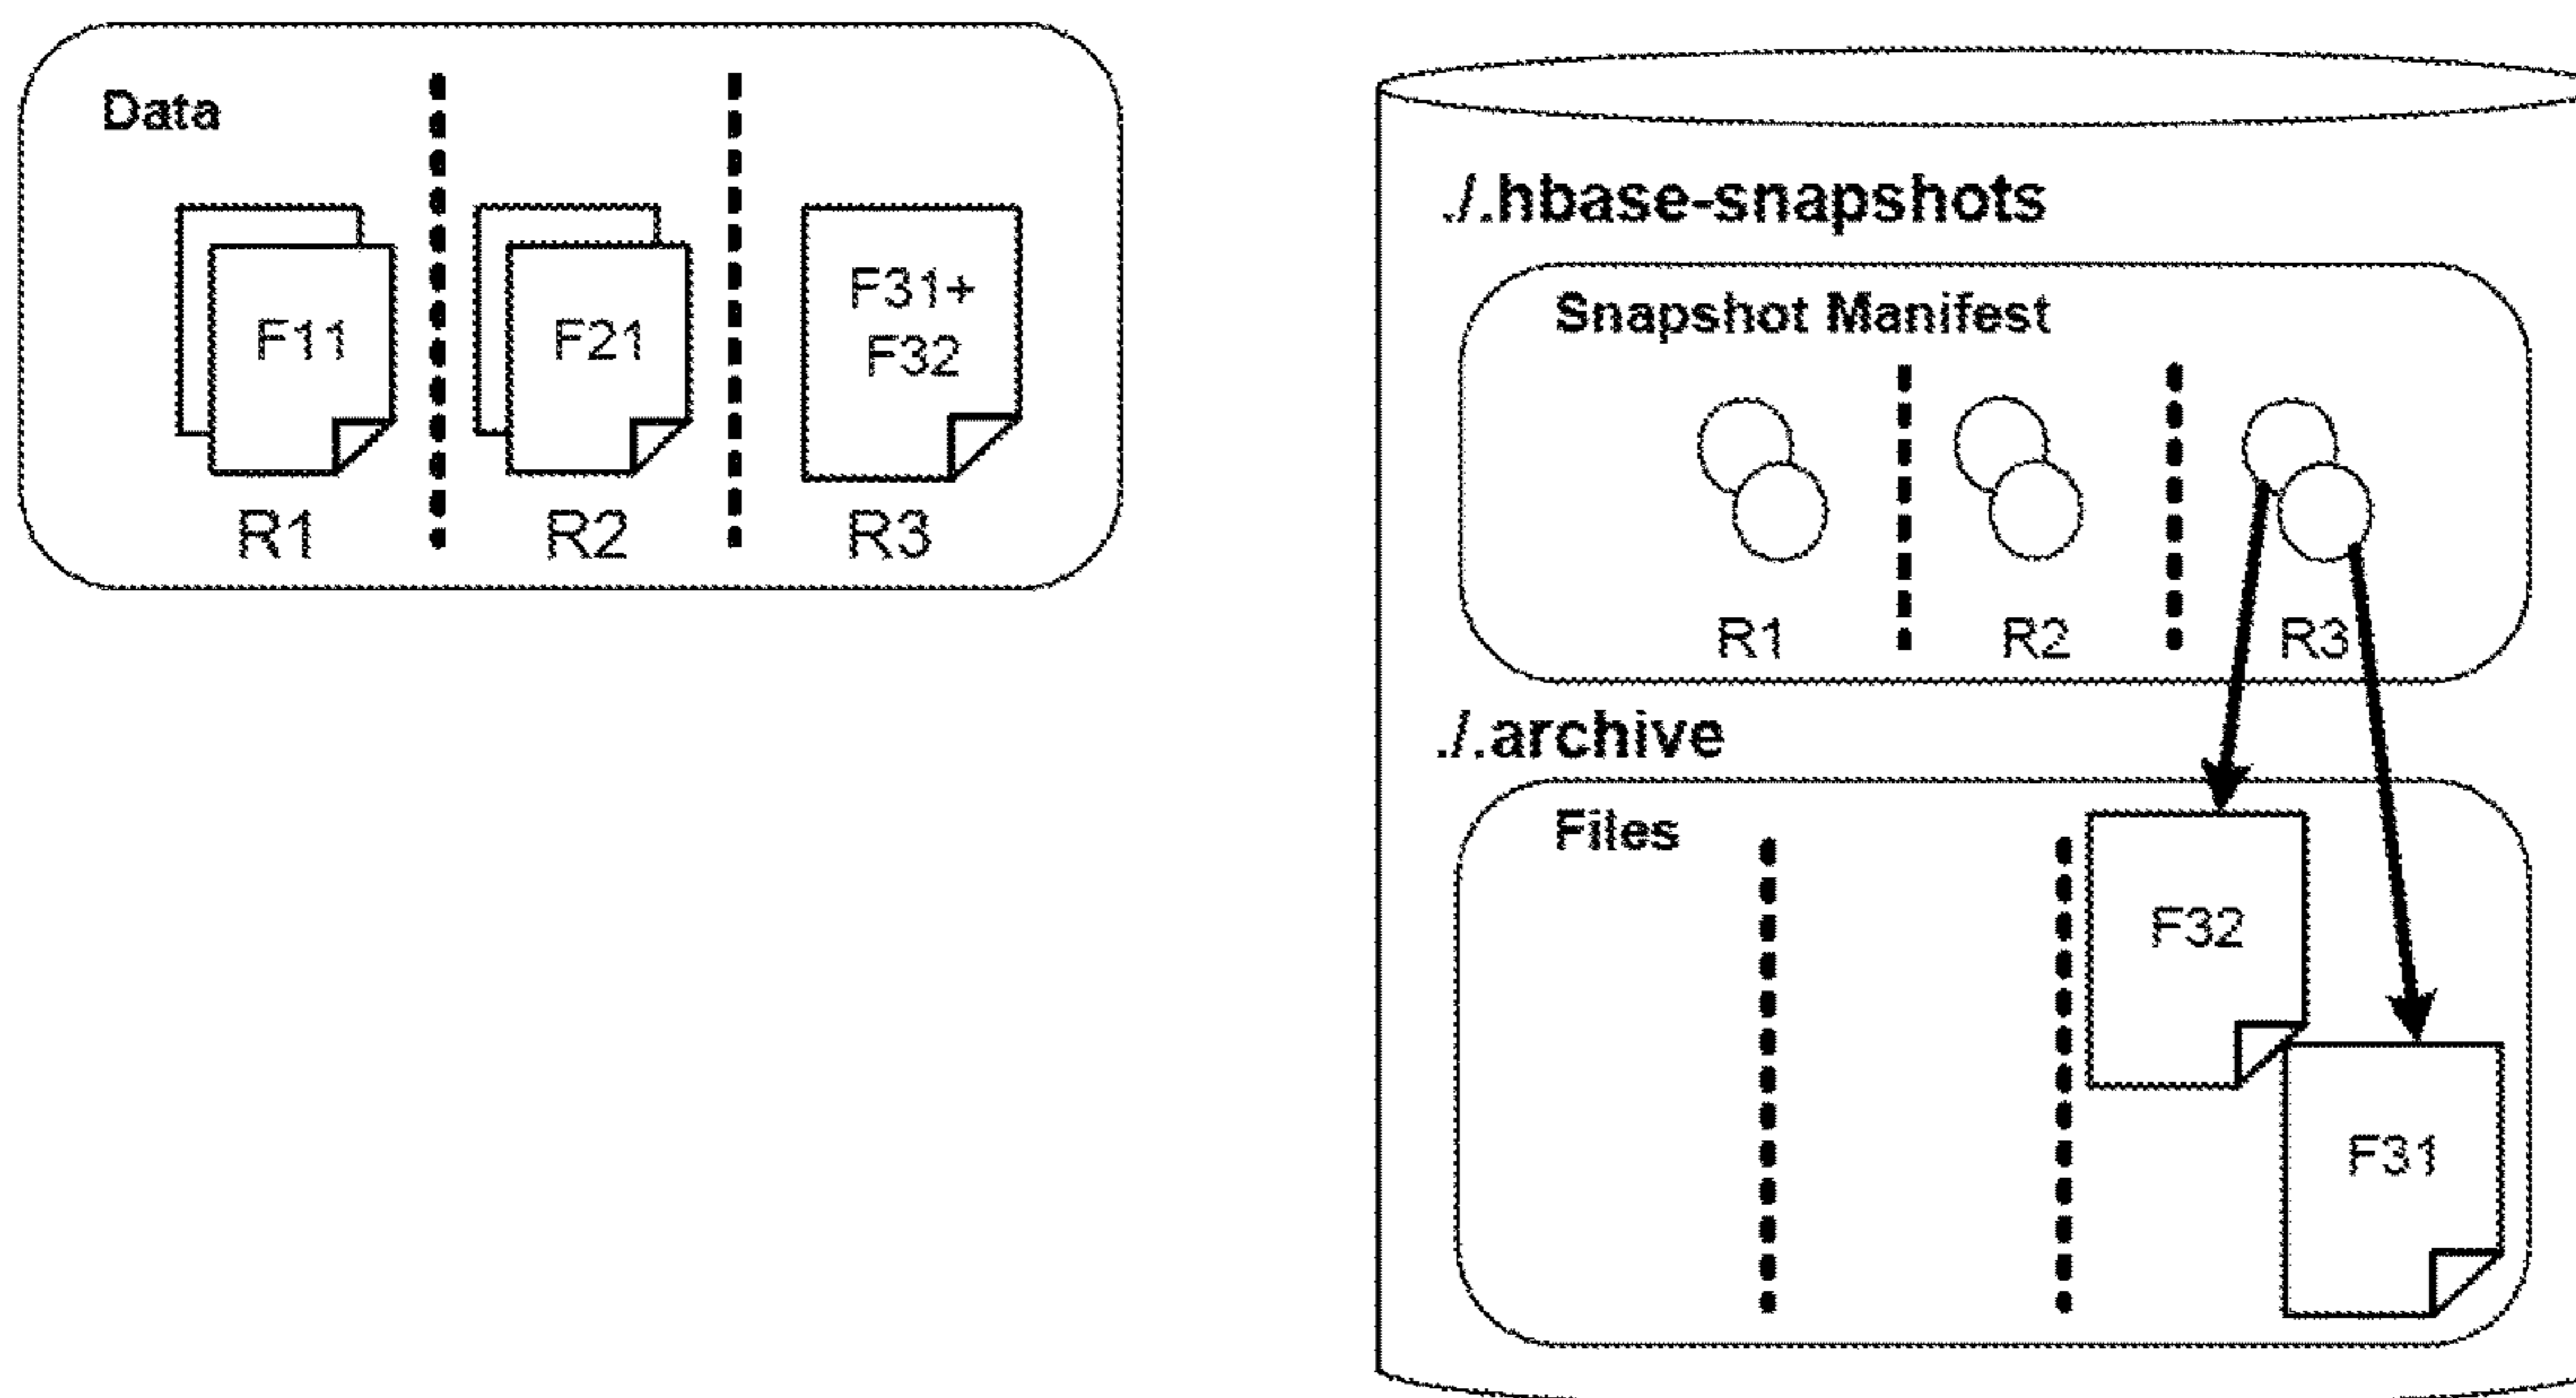 Data
F11
F21
F31+
F32
R1
R2
R3
./.hbase-snapshots
Snapshot Manifest
R1
R2
R3
./.archive
Files
F32
F31